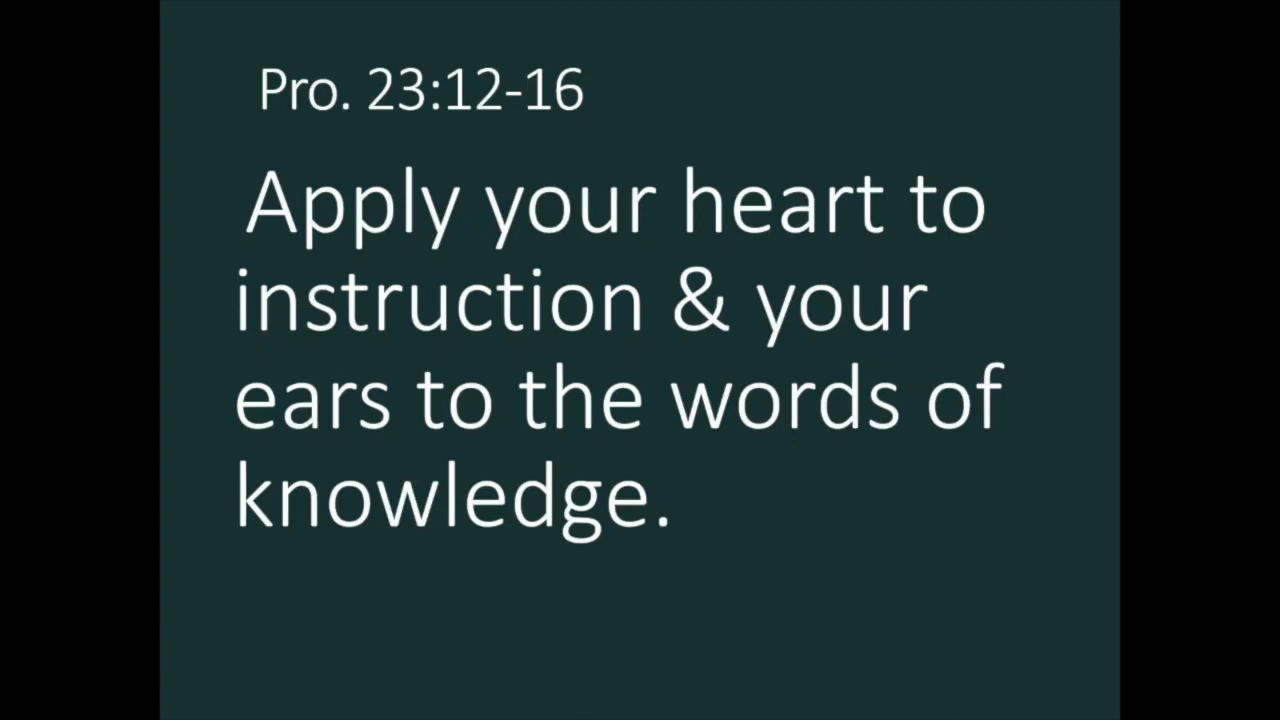 Pro. 23:12-16
Apply your heart to
instruction & your
ears to the words of
knowledge.